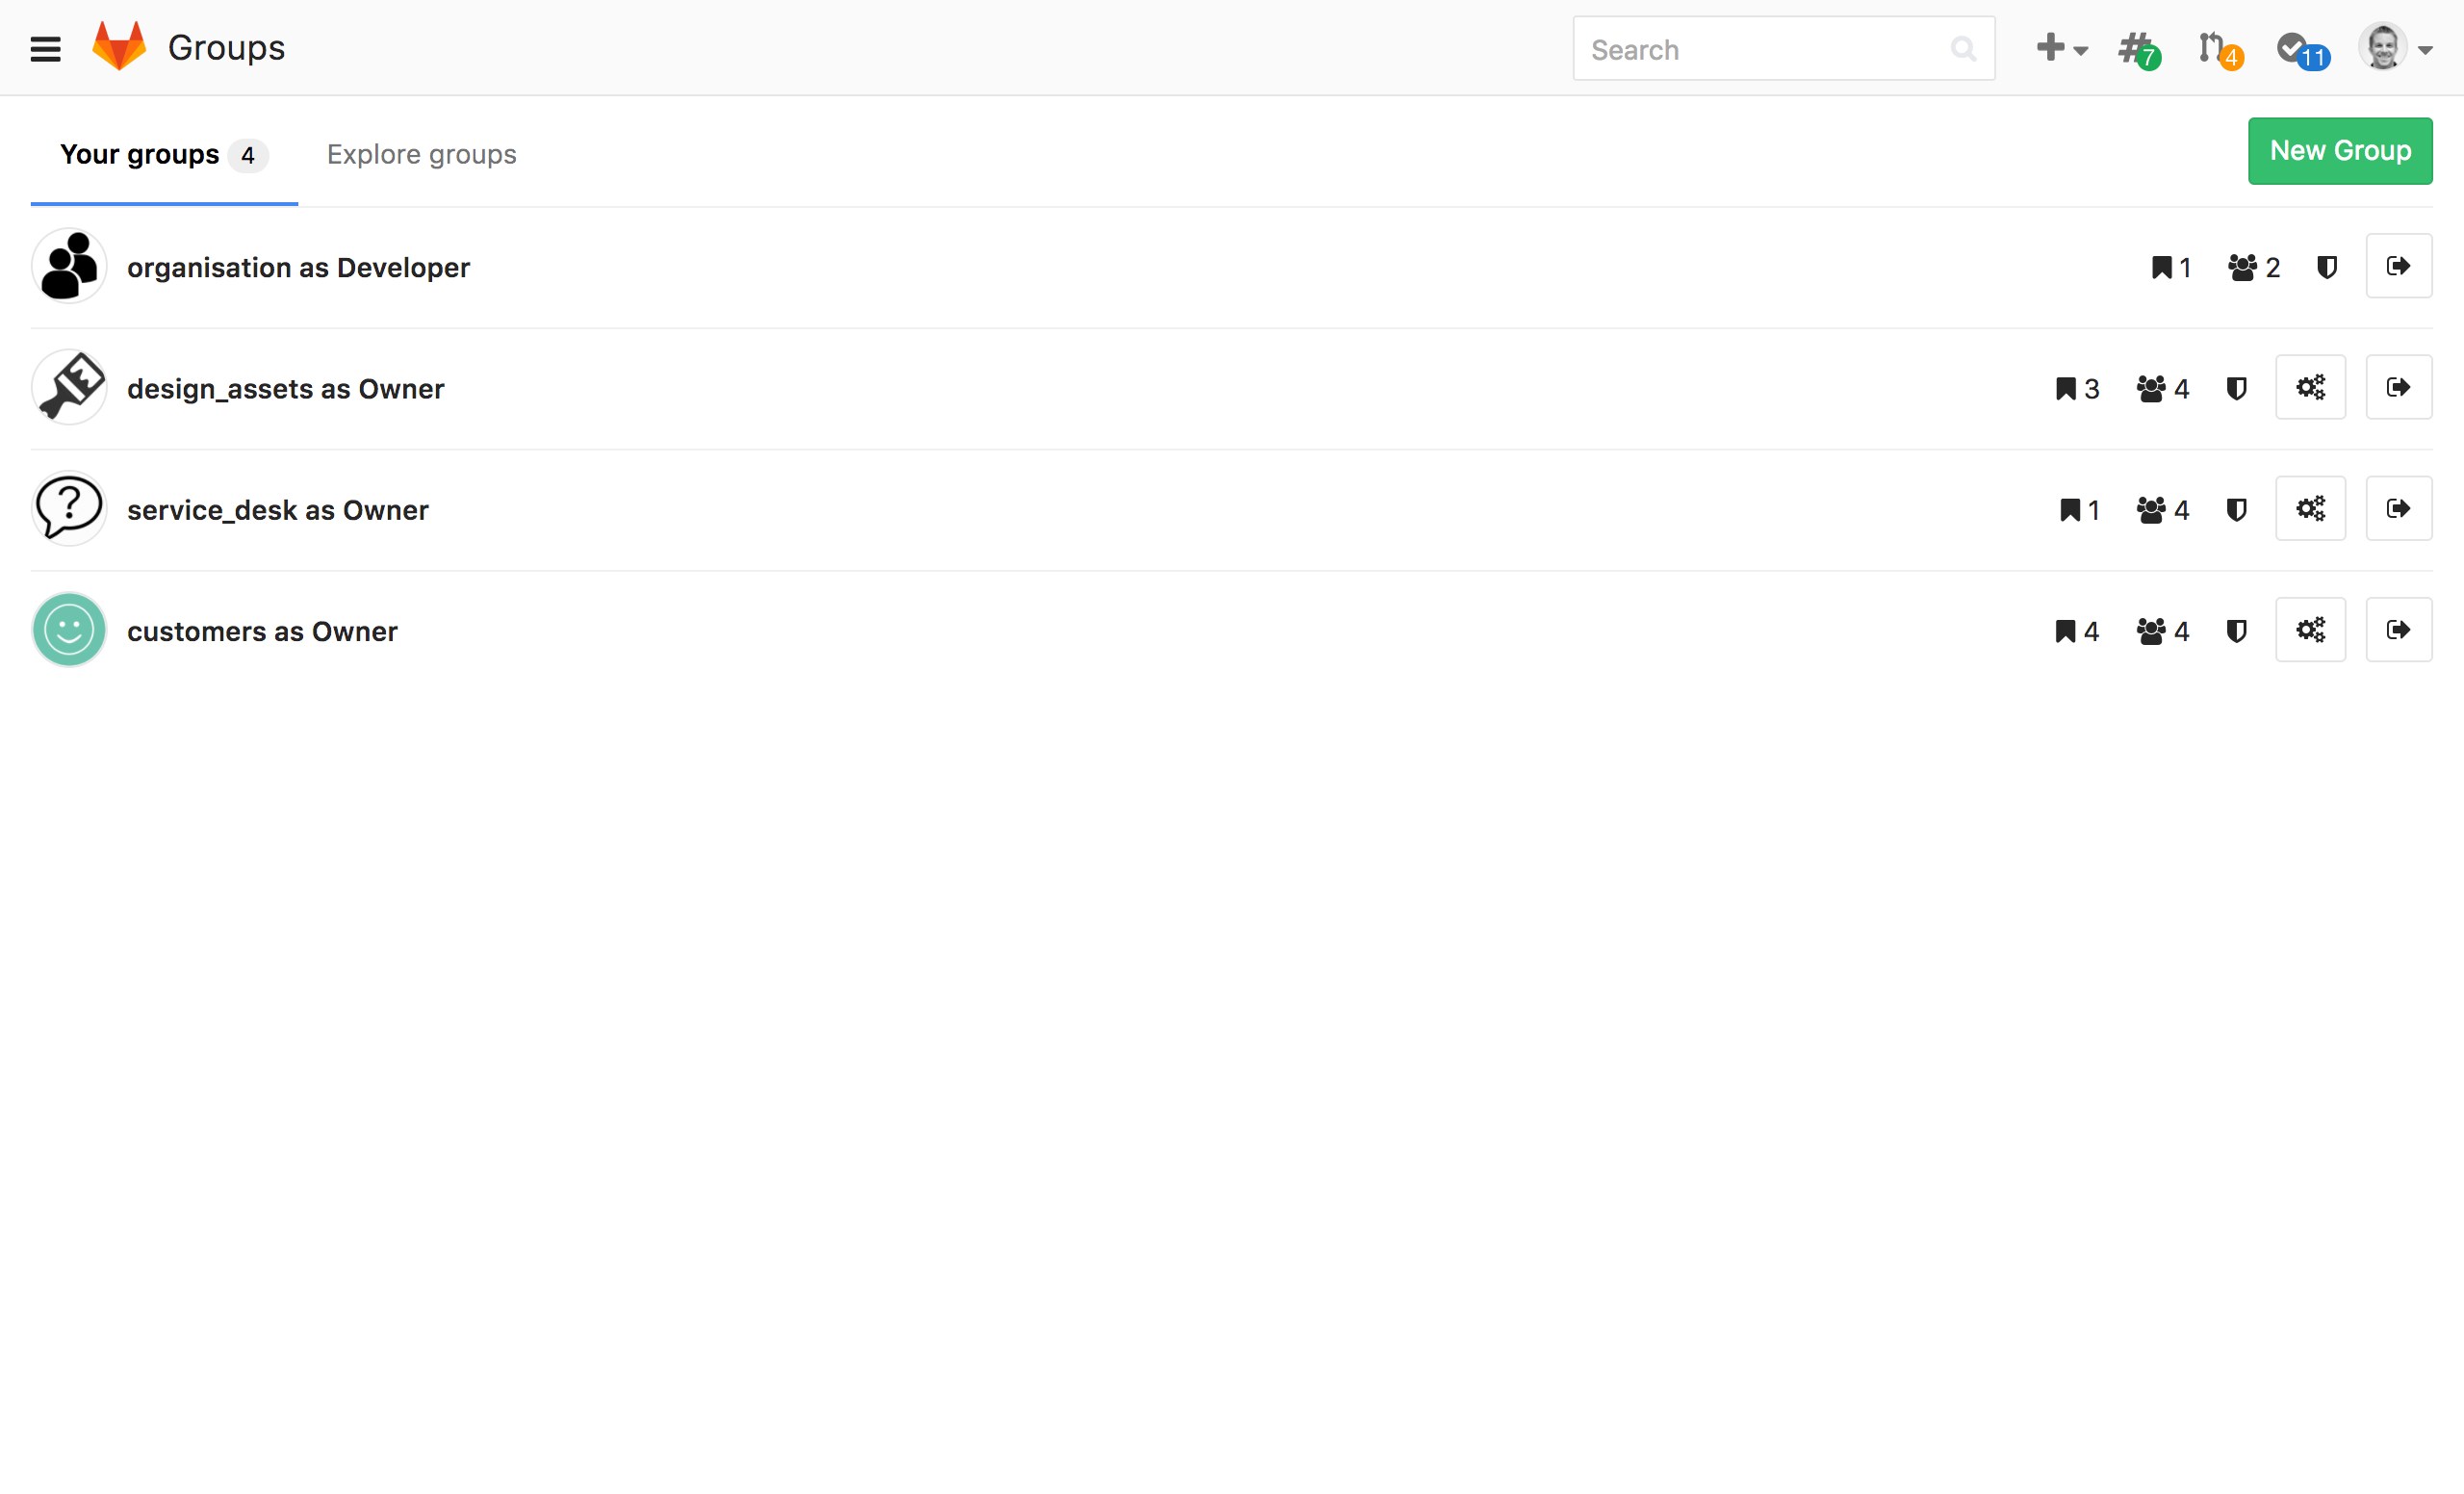 Groups Search 7 4 11
Your groups 4 Explore groups New Group
organisation as Developer 1 2
design_assets as Owner 3 4
service_desk as Owner 1 4
customers as Owner 4 4